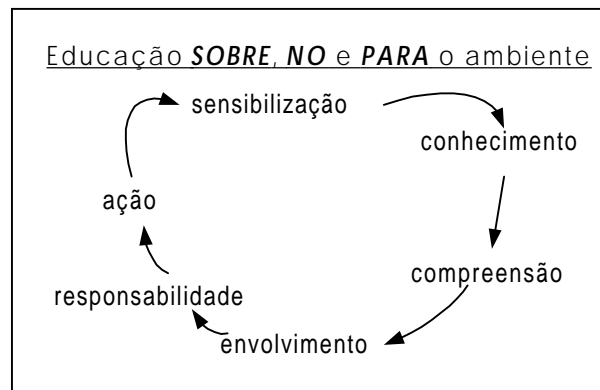 Educação SOBRE, NO e PARA o ambiente
sensibilização
conhecimento
compreensão
envolvimento
responsabilidade
ação